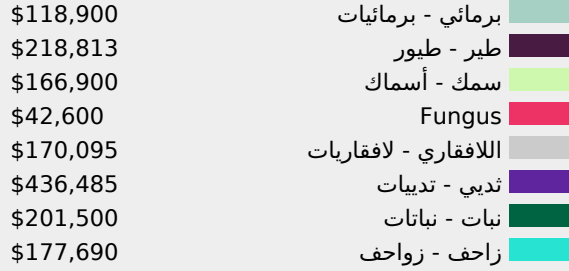 برمائي - برمائيات $118,900
طير - طيور $218,813
سمك - أسماك $166,900
Fungus $42,600
اللافقاري - لافقاريات $170,095
ثديي - تدييات $436,485
نبات - نباتات $201,500
زاحف - زواحف $177,690